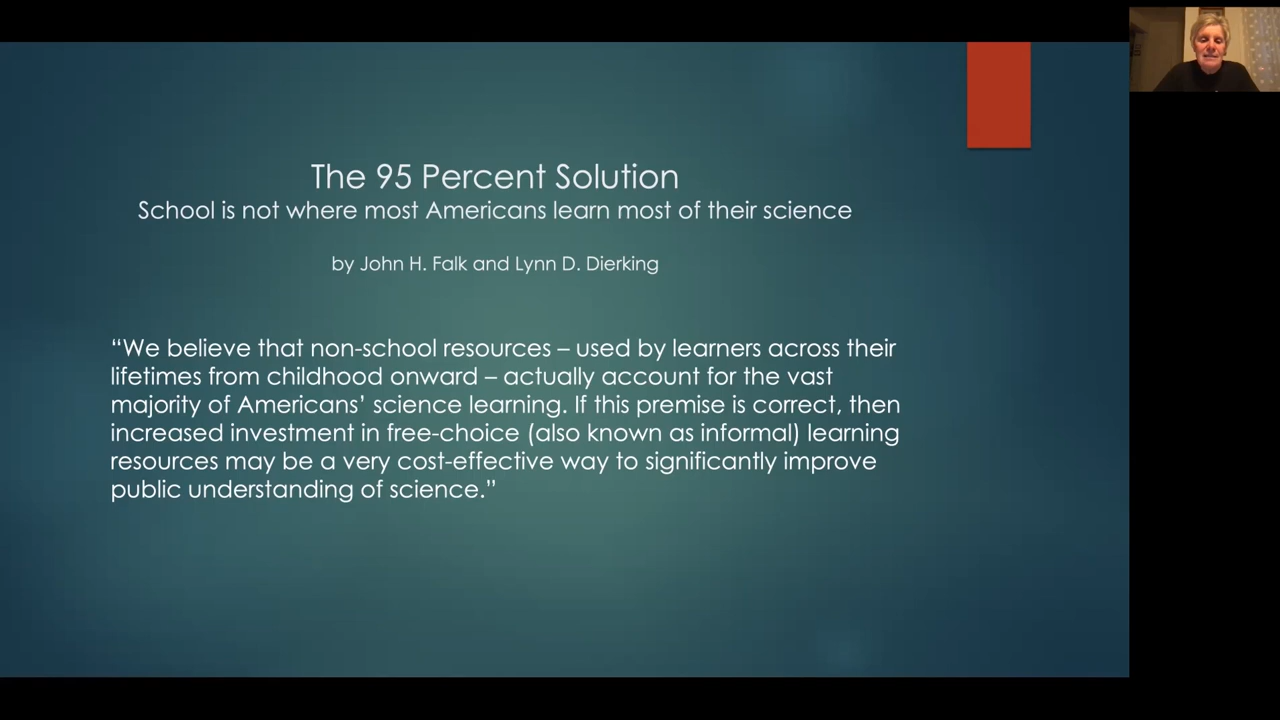 The 95 Percent Solution
School is not where most Americans learn most of their science
by John H. Falk and Lynn D. Dierking
“We believe that non-school resources – used by learners across their
lifetimes from childhood onward – actually account for the vast
majority of Americans’ science learning. If this premise is correct, then
increased investment in free-choice (also known as informal) learning
resources may be a very cost-effective way to significantly improve
public understanding of science.”